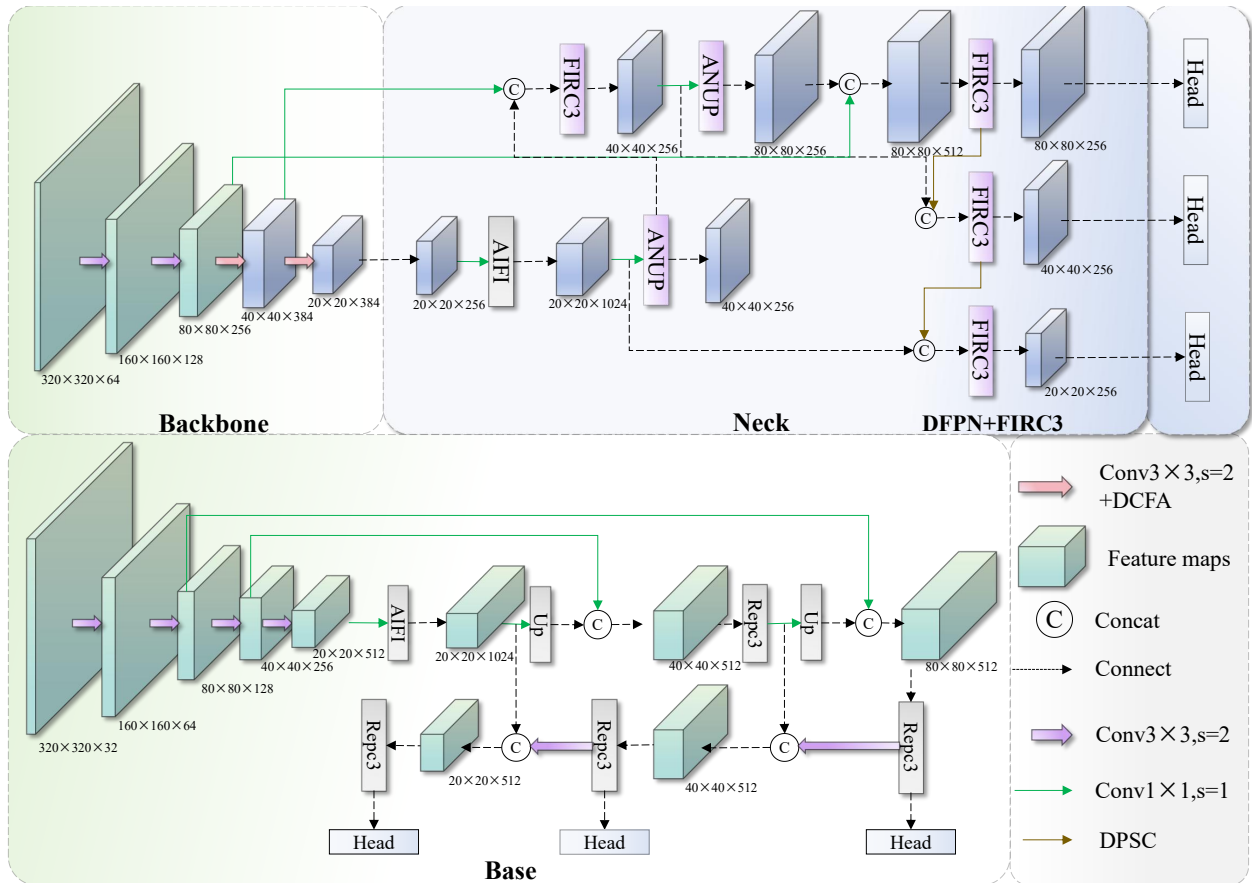 FIRC3
ANUP
FIRC3
Head
C
C
40×40×256
80×80×256
80×80×512
80×80×256
C
FIRC3
Head
AIFI
ANUP
20×20×256
20×20×1024
40×40×256
40×40×256
320×320×64
160×160×128
80×80×256
40×40×384
20×20×384
C
FIRC3
Head
20×20×256
Backbone
Neck
DFPN+FIRC3
AIFI
Up
C
Repc3
Up
C
320×320×32
160×160×64
80×80×128
40×40×256
20×20×512
20×20×1024
40×40×512
80×80×512
Repc3
C
Repc3
C
Repc3
20×20×512
40×40×512
Head
Head
Head
Base
Conv3×3,s=2
+DCFA
Feature maps
C
Concat
Connect
Conv3×3,s=2
Conv1×1,s=1
DPSC